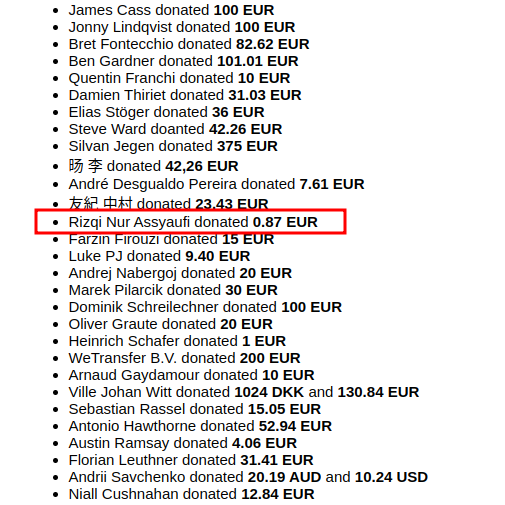 James Cass donated 100 EUR
Jonny Lindqvist donated 100 EUR
Bret Fontecchio donated 82.62 EUR
Ben Gardner donated 101.01 EUR
Quentin Franchi donated 10 EUR
Damien Thiriet donated 31.03 EUR
Elias Stöger donated 36 EUR
Steve Ward doanted 42.26 EUR
Silvan Jegen donated 375 EUR
旸 李 donated 42,26 EUR
André Desgualdo Pereira donated 7.61 EUR
友紀 中村 donated 23.43 EUR
Rizqi Nur Assyaufi donated 0.87 EUR
Farzin Firouzi donated 15 EUR
Luke PJ donated 9.40 EUR
Andrej Nabergoj donated 20 EUR
Marek Pilarcik donated 30 EUR
Dominik Schreilechner donated 100 EUR
Oliver Graute donated 20 EUR
Heinrich Schafer donated 1 EUR
WeTransfer B.V. donated 200 EUR
Arnaud Gaydamour donated 10 EUR
Ville Johan Witt donated 1024 DKK and 130.84 EUR
Sebastian Rassel donated 15.05 EUR
Antonio Hawthorne donated 52.94 EUR
Austin Ramsay donated 4.06 EUR
Florian Leuthner donated 31.41 EUR
Andrii Savchenko donated 20.19 AUD and 10.24 USD
Niall Cushnahan donated 12.84 EUR